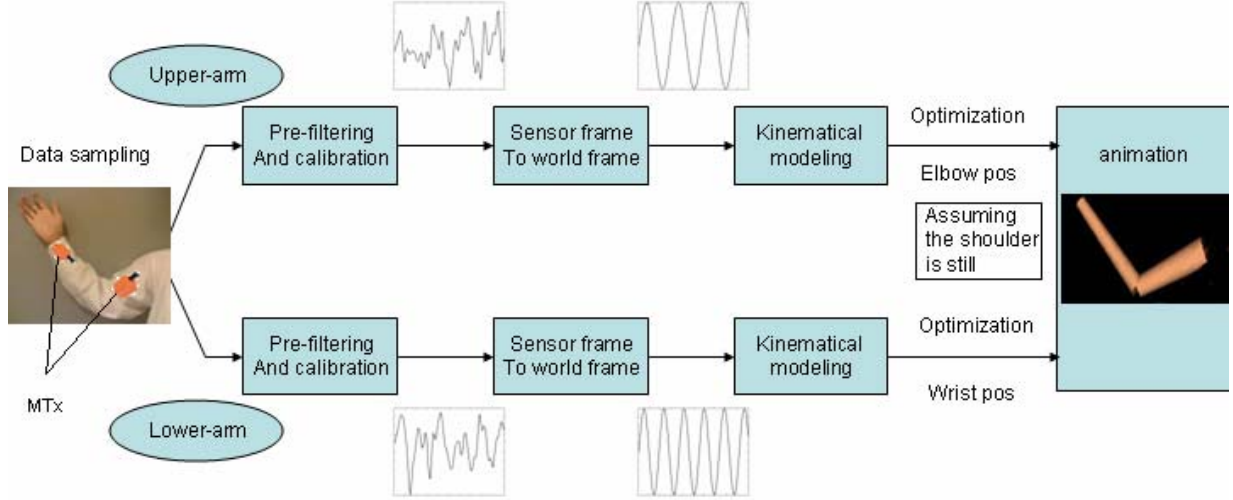 Upper-arm
Data sampling
MTx
Lower-arm
Pre-filtering
And calibration
Sensor frame
To world frame
Kinematical
modeling
Optimization
Elbow pos
Assuming
the shoulder
is still
animation
Pre-filtering
And calibration
Sensor frame
To world frame
Kinematical
modeling
Optimization
Wrist pos